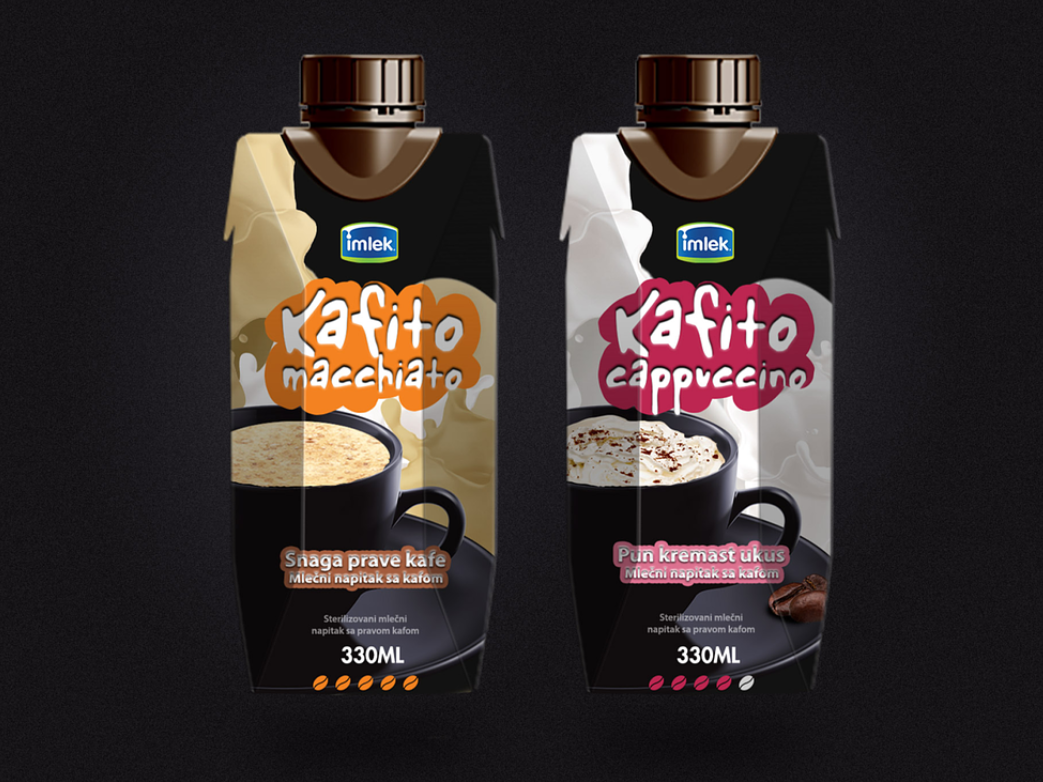 imlek
Kafito
macchiato
Snaga prave kafe
Mlečni napitak sa kafom
Sterilizovani mlečni
napitak sa pravom kafom
330ML
imlek
Kafito
cappuccino
Pun kremast ukus
Mlečni napitak sa kafom
Sterilizovani mlečni
napitak sa pravom kafom
330ML